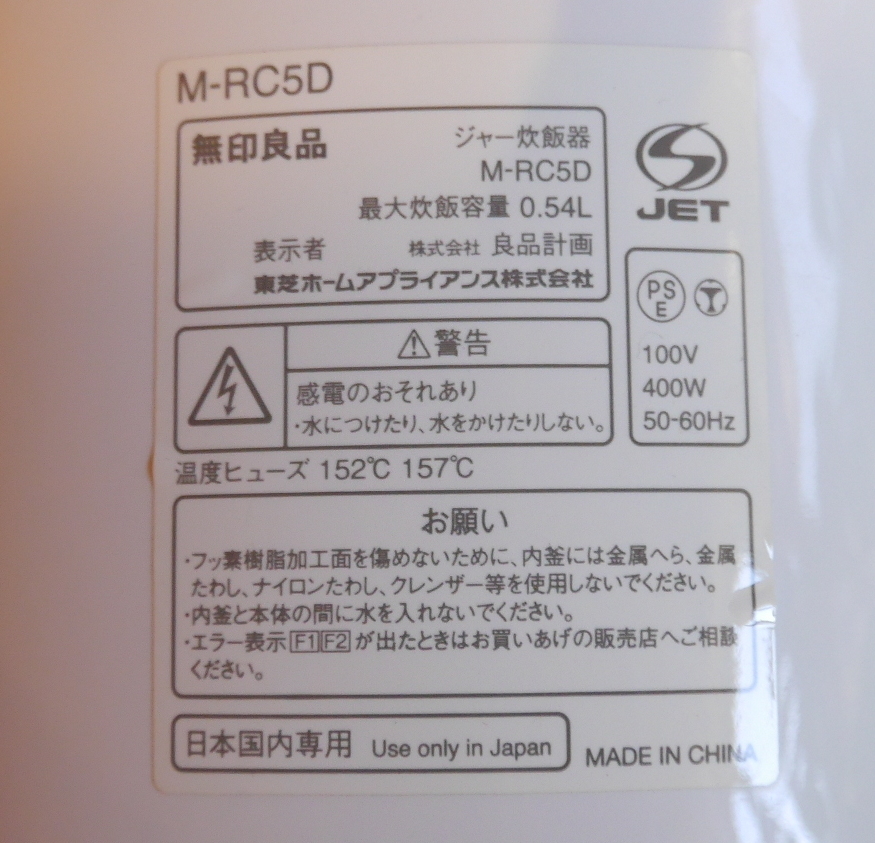 M-RC5D
無印良品
ジャー炊飯器
M-RC5D
最大炊飯容量 0.54L
表示者 株式会社 良品計画
東芝ホームアプライアンス株式会社
JET
PS
E
T
100V
400W
50-60Hz
警告
感電のおそれあり
・水につけたり、水をかけたりしない。
温度ヒューズ 152℃ 157℃
お願い
・フッ素樹脂加工面を傷めないために、内釜には金属へら、金属
たわし、ナイロンたわし、クレンザー等を使用しないでください。
・内釜と本体の間に水を入れないでください。
・エラー表示 F1 F2 が出たときはお買いあげの販売店へご相談
ください。
日本国内専用 Use only in Japan
MADE IN CHINA